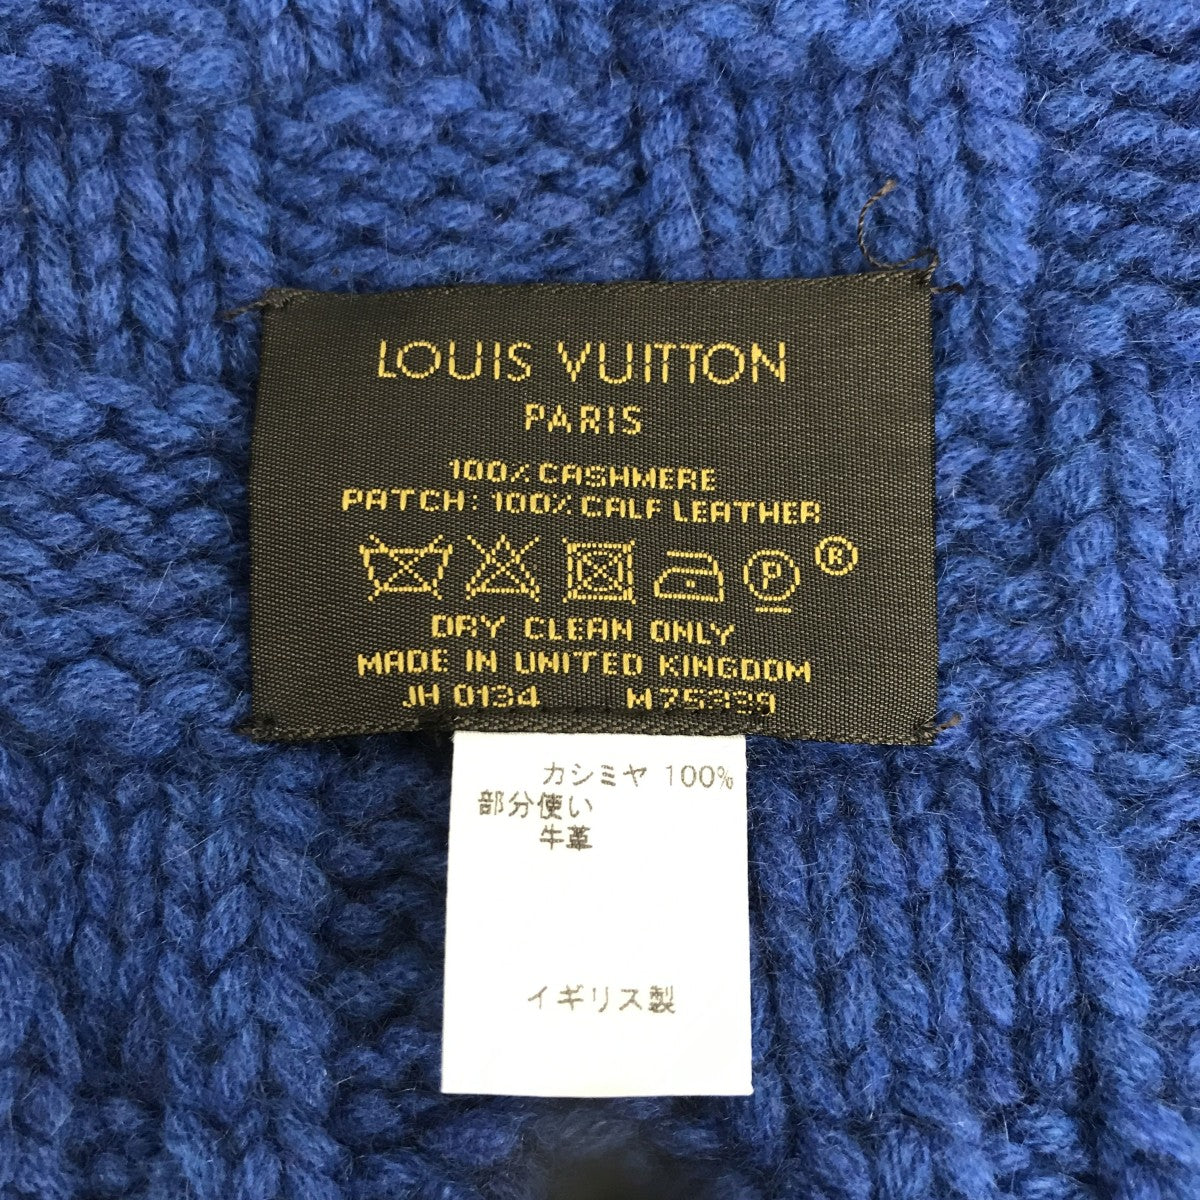 LOUIS VUITTON
PARIS
100% CASHMERE
PATCH: 100% CALF LEATHER
P ®
DRY CLEAN ONLY
MADE IN UNITED KINGDOM
JH 0134 M75339
カシミヤ 100%
部分使い
牛革
イギリス製